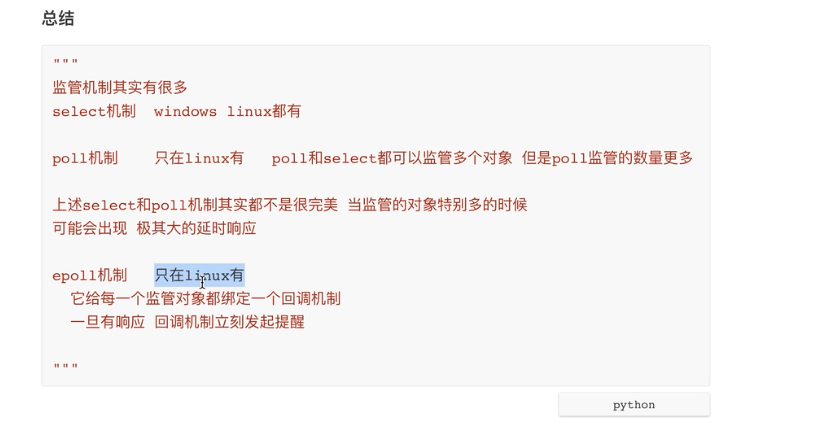 总结
"""
监管机制其实有很多
select机制 windows linux都有
poll机制 只在linux有 poll和select都可以监管多个对象 但是poll监管的数量更多
上述select和poll机制其实都不是很完美 当监管的对象特别多的时候
可能会出现 极其大的延时响应
epoll机制 只在linux有
它给每一个监管对象都绑定一个回调机制
一旦有响应 回调机制立刻发起提醒
"""
python